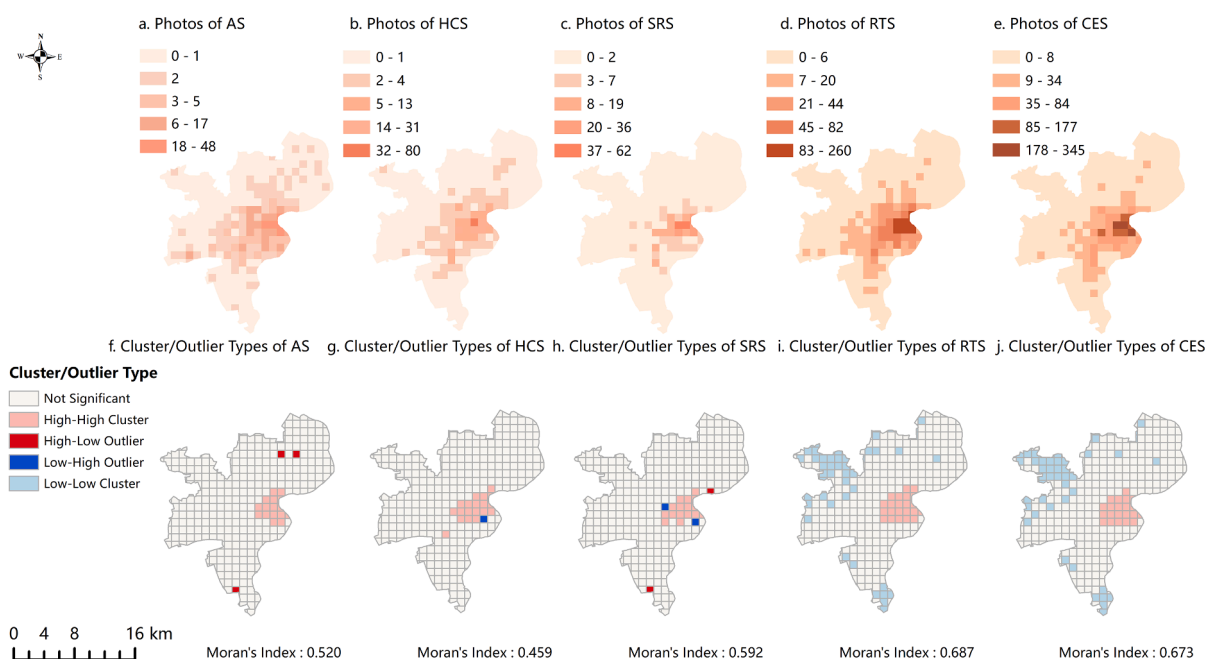 a. Photos of AS
b. Photos of HCS
c. Photos of SRS
d. Photos of RTS
e. Photos of CES
N
W
E
S
0 - 1
2
3 - 5
6 - 17
18 - 48
0 - 1
2 - 4
5 - 13
14 - 31
32 - 80
0 - 2
3 - 7
8 - 19
20 - 36
37 - 62
0 - 6
7 - 20
21 - 44
45 - 82
83 - 260
0 - 8
9 - 34
35 - 84
85 - 177
178 - 345
f. Cluster/Outlier Types of AS
g. Cluster/Outlier Types of HCS
h. Cluster/Outlier Types of SRS
i. Cluster/Outlier Types of RTS
j. Cluster/Outlier Types of CES
Cluster/Outlier Type
Not Significant
High-High Cluster
High-Low Outlier
Low-High Outlier
Low-Low Cluster
0 4 8 16 km
Moran's Index : 0.520
Moran's Index : 0.459
Moran's Index : 0.592
Moran's Index : 0.687
Moran's Index : 0.673